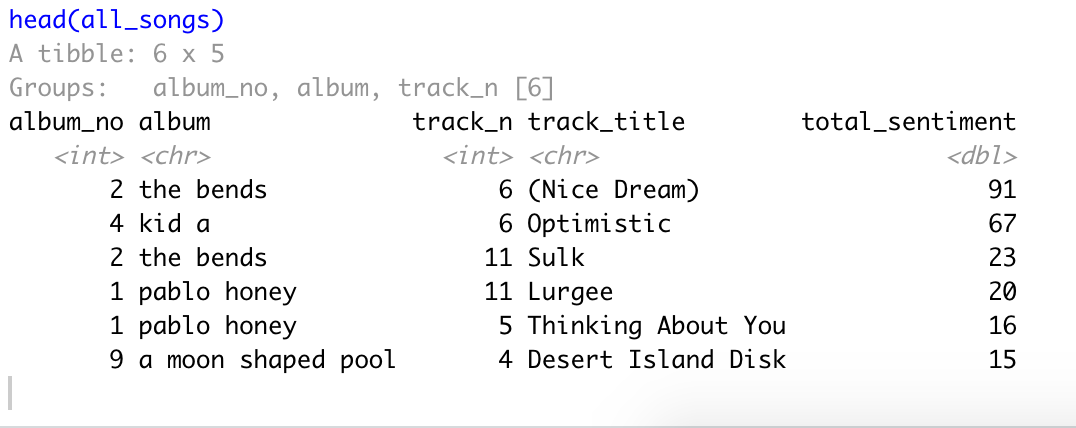 head(all_songs)
A tibble: 6 x 5
Groups:   album_no, album, track_n [6]
album_no album              track_n track_title       total_sentiment
   <int> <chr>                <int> <chr>                       <dbl>
       2 the bends                6 (Nice Dream)                   91
       4 kid a                    6 Optimistic                     67
       2 the bends               11 Sulk                           23
       1 pablo honey             11 Lurgee                         20
       1 pablo honey              5 Thinking About You             16
       9 a moon shaped pool       4 Desert Island Disk             15